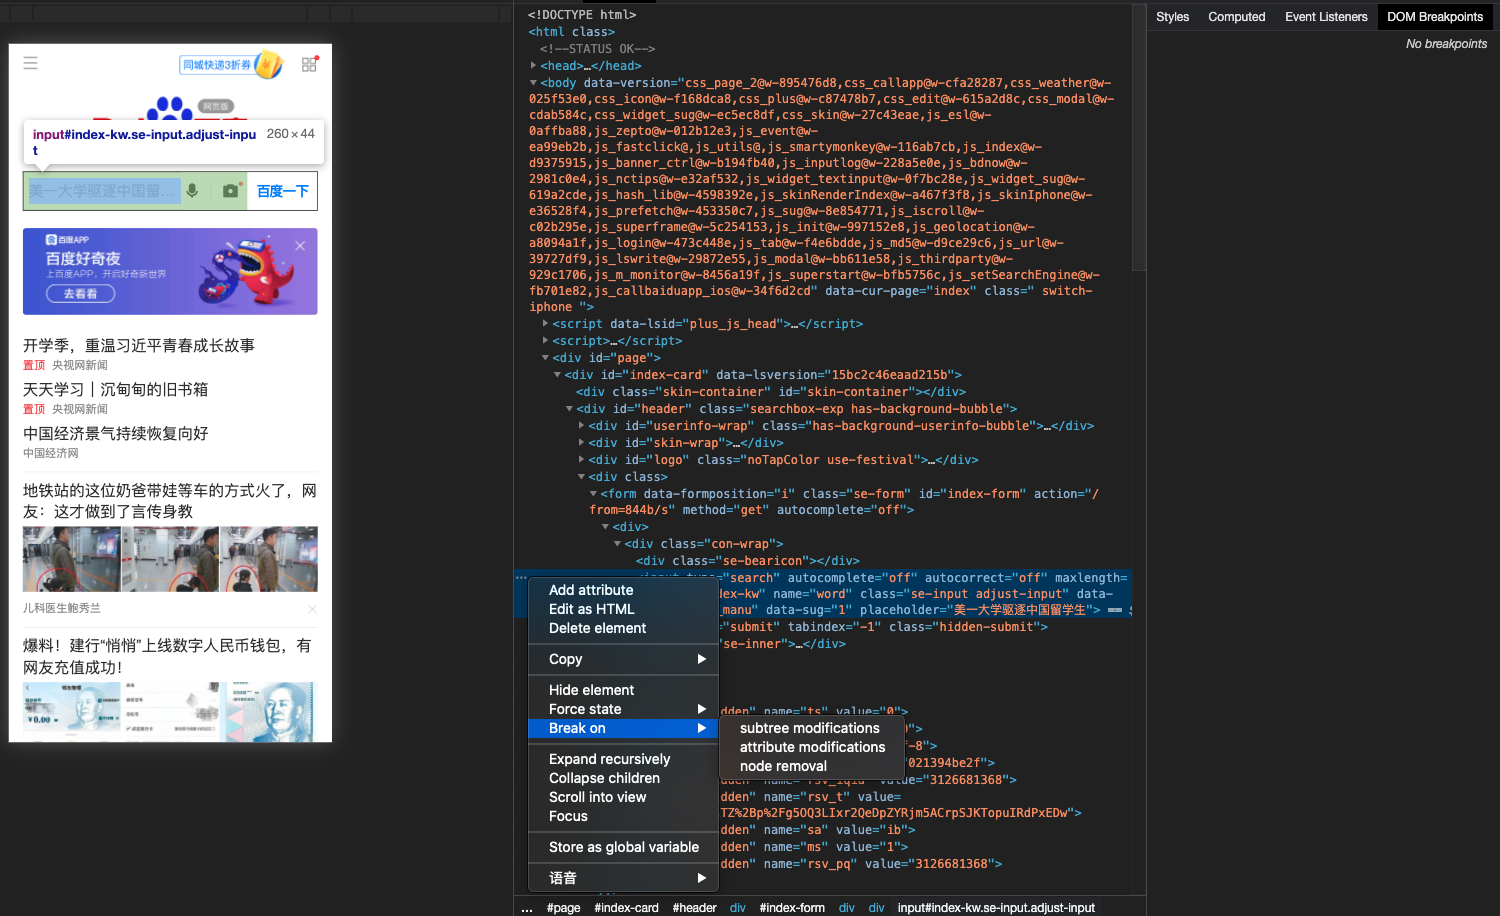 同城快递3折券
网页版
input#index-kw.se-input.adjust-inpu
t
260 × 44
美一大学驱逐中国留...
百度一下
百度APP
百度好奇夜
上百度APP，开启好奇新世界
去看看
开学季，重温习近平青春成长故事
置顶 央视网新闻
天天学习｜沉甸甸的旧书箱
置顶 央视网新闻
中国经济景气持续恢复向好
中国经济网
地铁站的这位奶爸带娃等车的方式火了，网
友：这才做到了言传身教
儿科医生鲍秀兰
爆料！建行“悄悄”上线数字人民币钱包，有
网友充值成功！
¥0.00
<!DOCTYPE html>
<html class>
<!--STATUS OK-->
<head>…</head>
<body data-version="css_page_2@w-895476d8,css_callapp@w-cfa28287,css_weather@w-
025f53e0,css_icon@w-f168dca8,css_plus@w-c87478b7,css_edit@w-615a2d8c,css_modal@w-
cdab584c,css_widget_sug@w-ec5ec8df,css_skin@w-27c43eae,js_esl@w-
0affba88,js_zepto@w-012b12e3,js_event@w-
ea99eb2b,js_fastclick@,js_utils@,js_smartymonkey@w-116ab7cb,js_index@w-
d9375915,js_banner_ctrl@w-b194fb40,js_inputlog@w-228a5e0e,js_bdnow@w-
2981c0e4,js_nctips@w-e32af532,js_widget_textinput@w-0f7bc28e,js_widget_sug@w-
619a2cde,js_hash_lib@w-4598392e,js_skinRenderIndex@w-a467f3f8,js_skinIphone@w-
e36528f4,js_prefetch@w-453350c7,js_sug@w-8e854771,js_iscroll@w-
c02b295e,js_superframe@w-5c254153,js_init@w-997152e8,js_geolocation@w-
a8094a1f,js_login@w-473c448e,js_tab@w-f4e6bdde,js_md5@w-d9ce29c6,js_url@w-
39727df9,js_lswrite@w-29872e55,js_modal@w-bb611e58,js_thirdparty@w-
929c1706,js_m_monitor@w-8456a19f,js_superstart@w-bfb5756c,js_setSearchEngine@w-
fb701e82,js_callbaiduapp_ios@w-34f6d2cd" data-cur-page="index" class=" switch-
iphone ">
<script data-lsid="plus_js_head">…</script>
<script>…</script>
<div id="page">
<div id="index-card" data-lsversion="15bc2c46eaad215b">
<div class="skin-container" id="skin-container"></div>
<div id="header" class="searchbox-exp has-background-bubble">
<div id="userinfo-wrap" class="has-background-userinfo-bubble">…</div>
<div id="skin-wrap">…</div>
<div id="logo" class="noTapColor use-festival">…</div>
<div class>
<form data-formposition="i" class="se-form" id="index-form" action="/
from=844b/s" method="get" autocomplete="off">
<div>
<div class="con-wrap">
<div class="se-bearicon"></div>
="search" autocomplete="off" autocorrect="off" maxlength=
dex-kw" name="word" class="se-input adjust-input" data-
_manu" data-sug="1" placeholder="美一大学驱逐中国留学生"> ==
="submit" tabindex="-1" class="hidden-submit">
"se-inner">…</div>
dden" name="ts" value="0">
">
f-8">
021394be2f">
dden" name="rsv_iqid" value="3126681368">
dden" name="rsv_t" value=
TZ%2Bp%2Fg5OQ3LIxr2QeDpZYRjm5ACrpSJKTopuIRdPxEDw">
dden" name="sa" value="ib">
dden" name="ms" value="1">
dden" name="rsv_pq" value="3126681368">
Add attribute
Edit as HTML
Delete element
Copy
Hide element
Force state
Break on
Expand recursively
Collapse children
Scroll into view
Focus
Store as global variable
语音
subtree modifications
attribute modifications
node removal
... #page #index-card #header div #index-form div div input#index-kw.se-input.adjust-input
Styles Computed Event Listeners DOM Breakpoints
No breakpoints